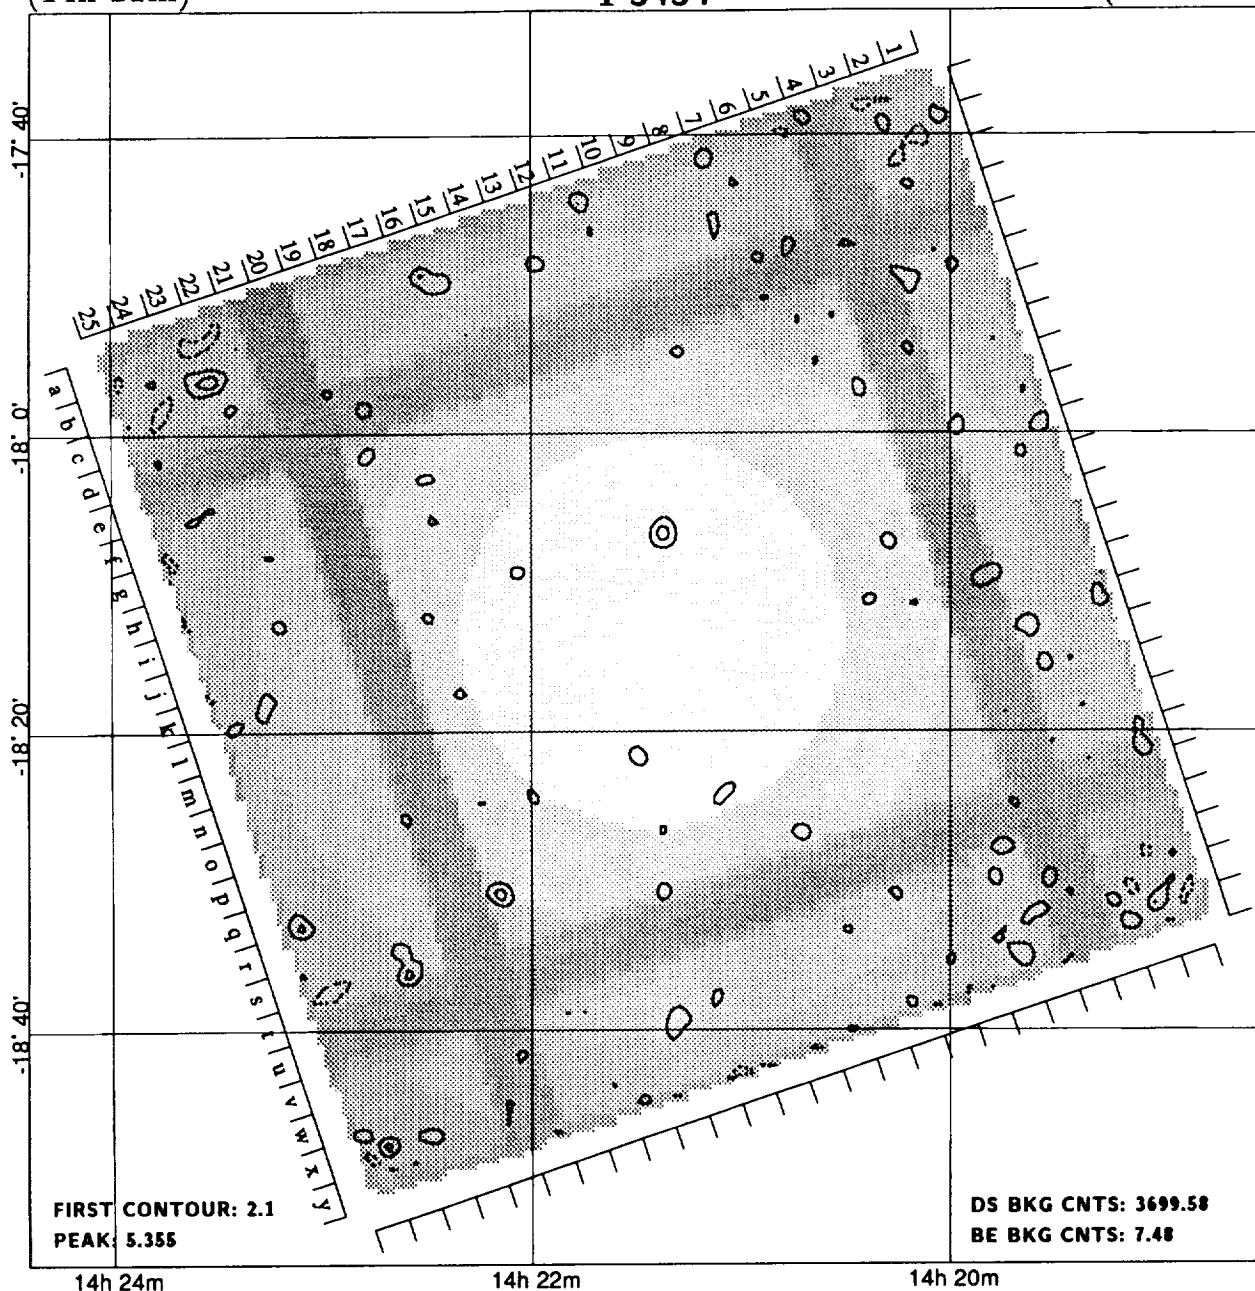 1 2 3 4 5 6 7 8 9 10 11 12 13 14 15 16 17 18 19 20 21 22 23 24 25
-17° 40'
a b c d e f g h i j k l m n o p q r s t u v w x y
-18° 0'
-18° 20'
-18° 40'
FIRST CONTOUR: 2.1
PEAK: 5.355
DS BKG CNTS: 3699.58
BE BKG CNTS: 7.48
14h 24m
14h 22m
14h 20m